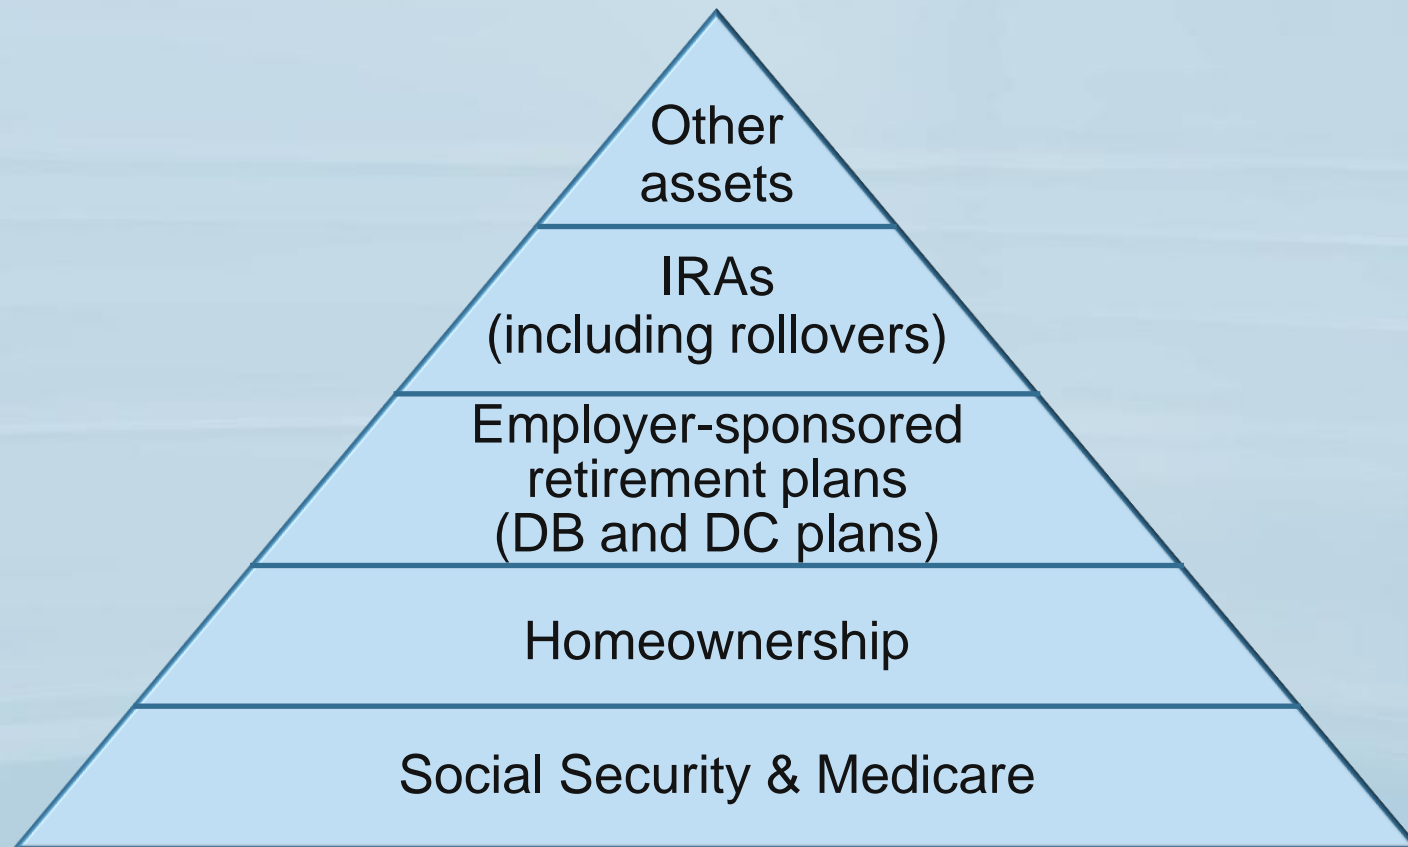 Other
assets
IRAs
(including rollovers)
Employer-sponsored
retirement plans
(DB and DC plans)
Homeownership
Social Security & Medicare